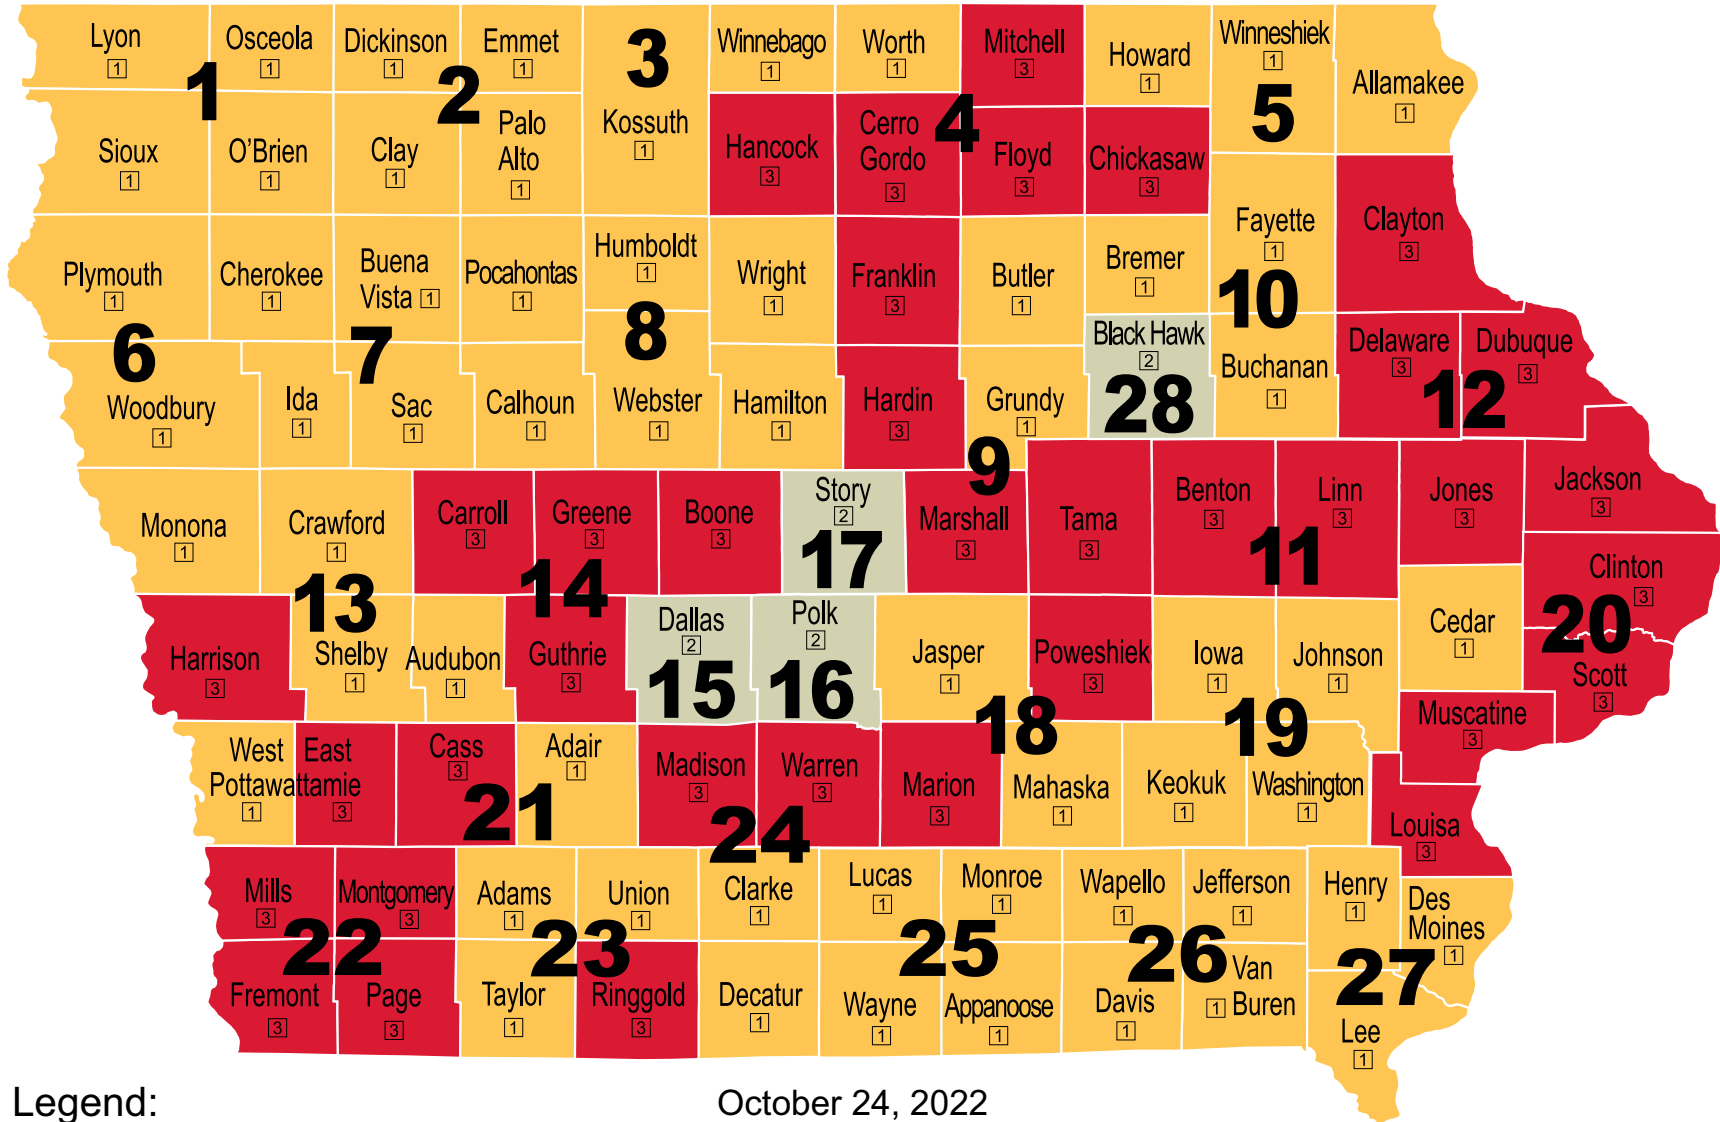 Lyon
1
Osceola
1
Dickinson
1
Emmet
1
3
Kossuth
1
Winnebago
1
Worth
1
Mitchell
3
Howard
1
Winneshiek
1
5
Allamakee
1
1
2
4
Sioux
1
O'Brien
1
Clay
1
Palo
Alto
1
Hancock
3
Cerro
Gordo
3
Floyd
3
Chickasaw
3
Plymouth
1
Cherokee
1
Buena
Vista 1
Pocahontas
1
Humboldt
1
Wright
1
Franklin
3
Butler
1
Bremer
1
Fayette
1
Clayton
3
6
7
8
10
Woodbury
1
Ida
1
Sac
1
Calhoun
1
Webster
1
Hamilton
1
Hardin
3
Grundy
1
Black Hawk
2
28
Buchanan
1
Delaware
3
Dubuque
3
12
9
Monona
1
Crawford
1
Carroll
3
Greene
3
Boone
3
Story
2
17
Marshall
3
Tama
3
Benton
3
Linn
3
Jones
3
Jackson
3
11
13
14
Clinton
3
20
Harrison
3
Shelby
1
Audubon
1
Guthrie
3
Dallas
2
15
Polk
2
16
Jasper
1
Poweshiek
3
Iowa
1
Johnson
1
Cedar
1
Scott
3
18
19
Muscatine
3
West
East
Pottawattamie
1
3
Cass
3
Adair
1
21
Madison
3
Warren
3
24
Marion
3
Mahaska
1
Keokuk
1
Washington
1
Louisa
3
Mills
3
Montgomery
3
Adams
1
Union
1
Clarke
1
Lucas
1
Monroe
1
Wapello
1
Jefferson
1
Henry
1
Des
Moines
1
22
23
25
26
27
Fremont
3
Page
3
Taylor
1
Ringgold
3
Decatur
1
Wayne
1
Appanoose
1
Davis
1
Van
1 Buren
Lee
1
Legend:
October 24, 2022